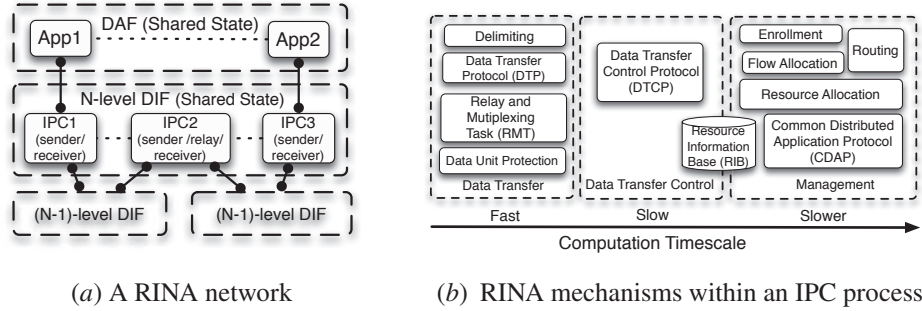 DAF (Shared State)
App1
App2
N-level DIF (Shared State)
IPC1
(sender/
receiver)
IPC2
(sender /relay/
receiver)
IPC3
(sender/
receiver)
(N-1)-level DIF
(N-1)-level DIF
(a) A RINA network
Delimiting
Data Transfer
Protocol (DTP)
Relay and
Mutiplexing
Task (RMT)
Data Unit Protection
Data Transfer
Data Transfer
Control Protocol
(DTCP)
Resource
Information
Base (RIB)
Data Transfer Control
Enrollment
Routing
Flow Allocation
Resource Allocation
Common Distributed
Application Protocol
(CDAP)
Management
Fast
Slow
Slower
Computation Timescale
(b) RINA mechanisms within an IPC process